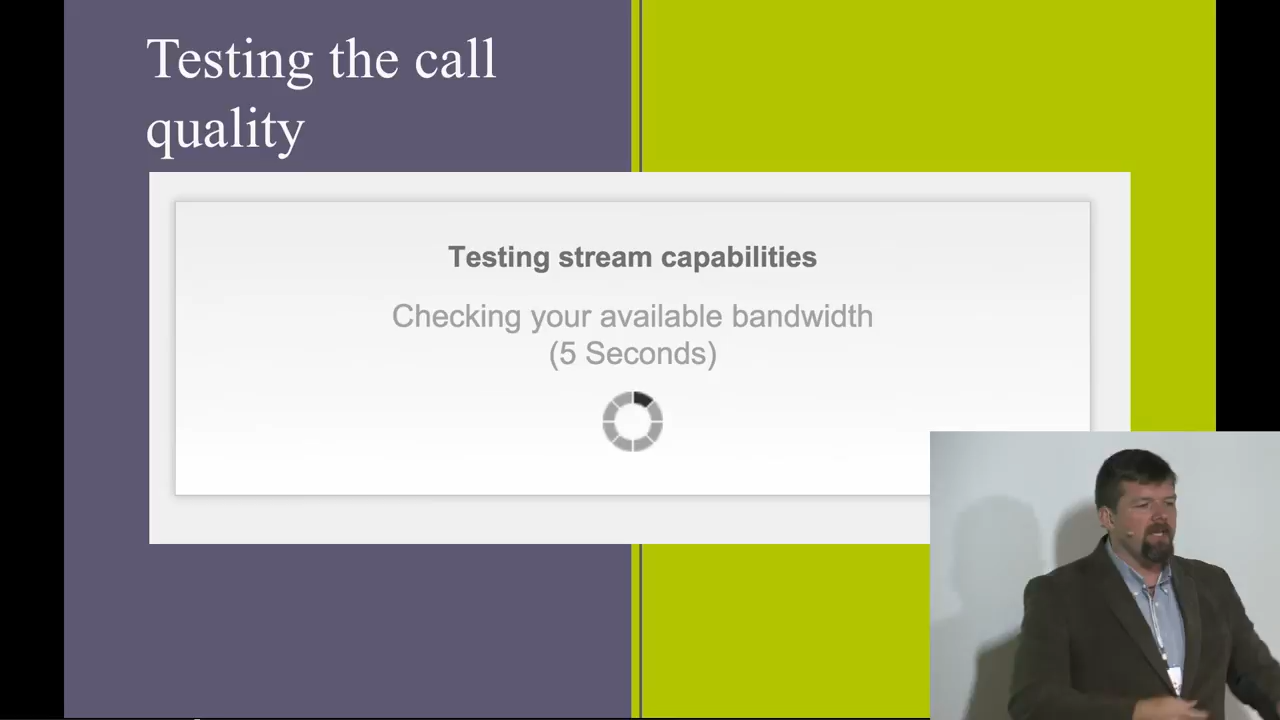 Testing the call
quality
Testing stream capabilities
Checking your available bandwidth
(5 Seconds)